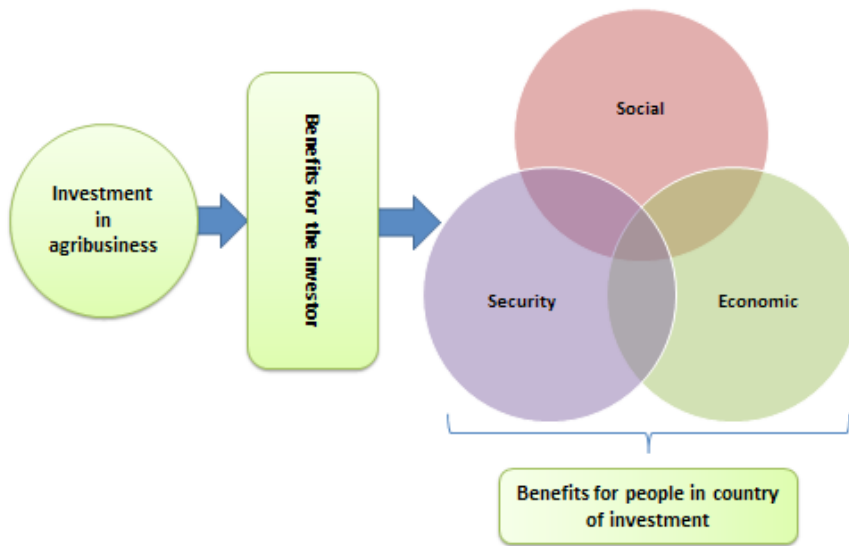 Investment
in
agribusiness
Benefits for the
investor
Social
Security
Economic
Benefits for people in country
of investment